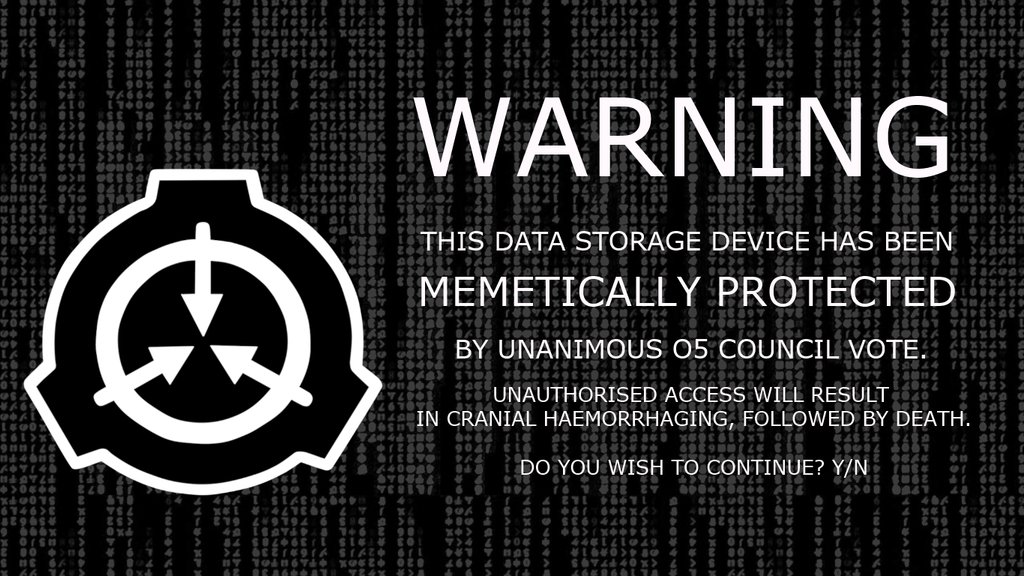 WARNING
THIS DATA STORAGE DEVICE HAS BEEN
MEMETICALLY PROTECTED
BY UNANIMOUS O5 COUNCIL VOTE.
UNAUTHORISED ACCESS WILL RESULT
IN CRANIAL HAEMORRHAGING, FOLLOWED BY DEATH.
DO YOU WISH TO CONTINUE? Y/N